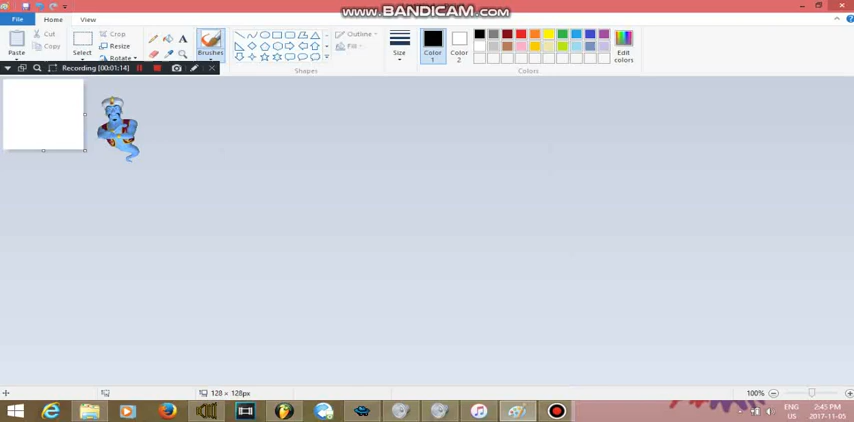 www.BANDICAM.com
File Home View
Paste
Cut
Copy
Select
Crop
Resize
Rotate
Brushes
Shapes
Outline
Fill
Size
Color 1
Color 2
Edit colors
Colors
Recording [00:01:14]
128 × 128px
100%
ENG
US
2:45 PM
2017-11-05